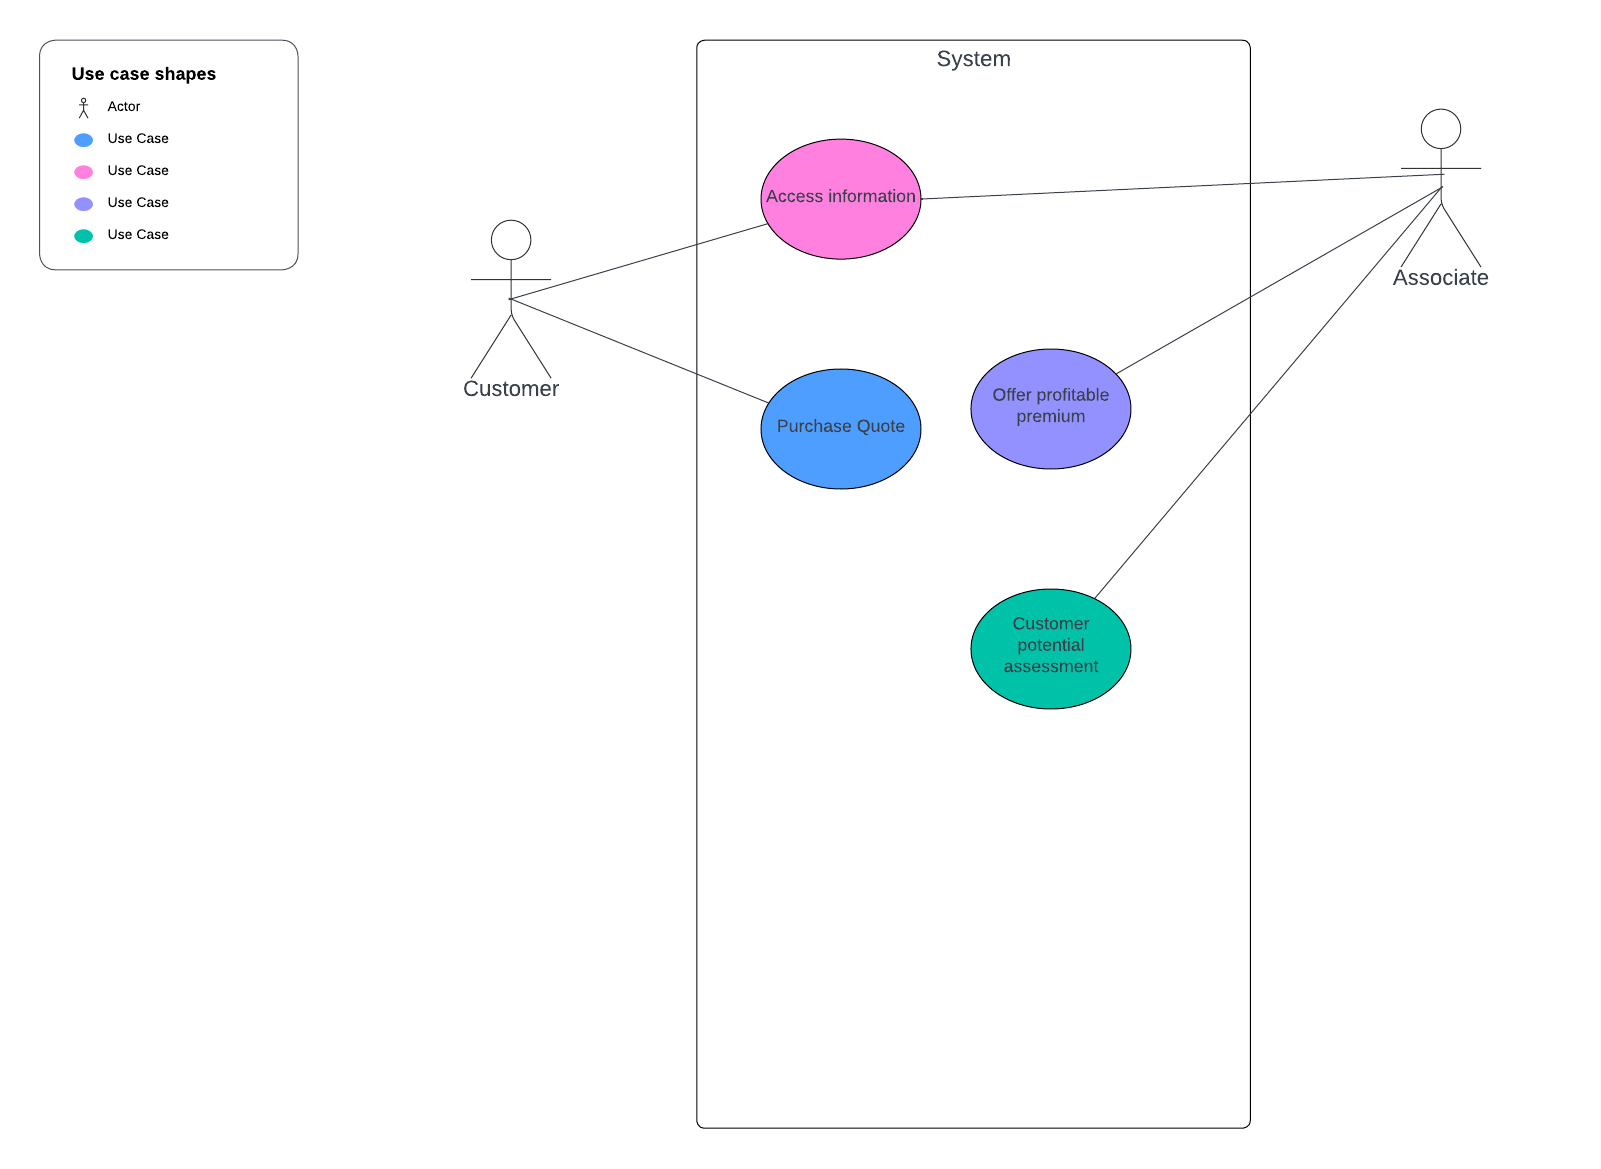 Use case shapes
Actor
Use Case
Use Case
Use Case
Use Case
System
Access information
Associate
Customer
Purchase Quote
Offer profitable
premium
Customer
potential
assessment